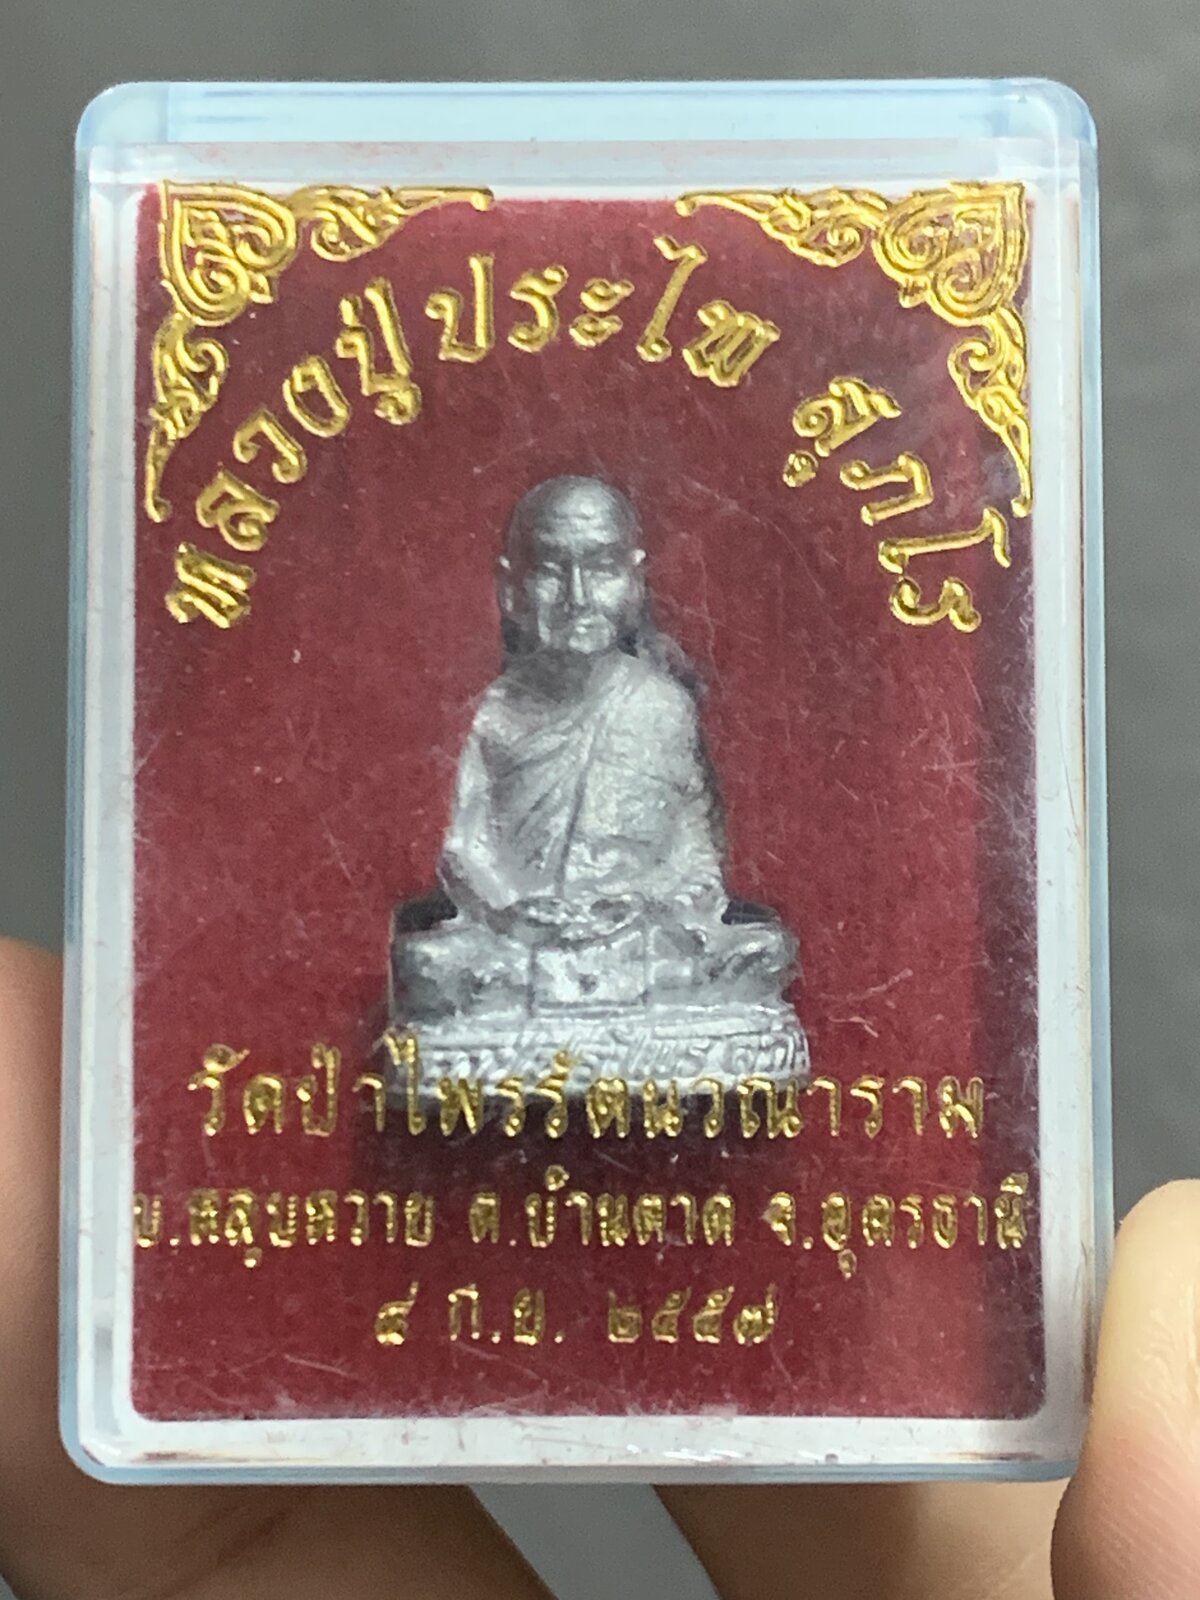 หลวงปู่ประไพ สุภโร
วัดป่าไพรรัตนวณาราม
บ.หลุบหวาย ต.บ้านตาด จ.อุดรธานี
๔ ก.ย. ๒๕๕๗